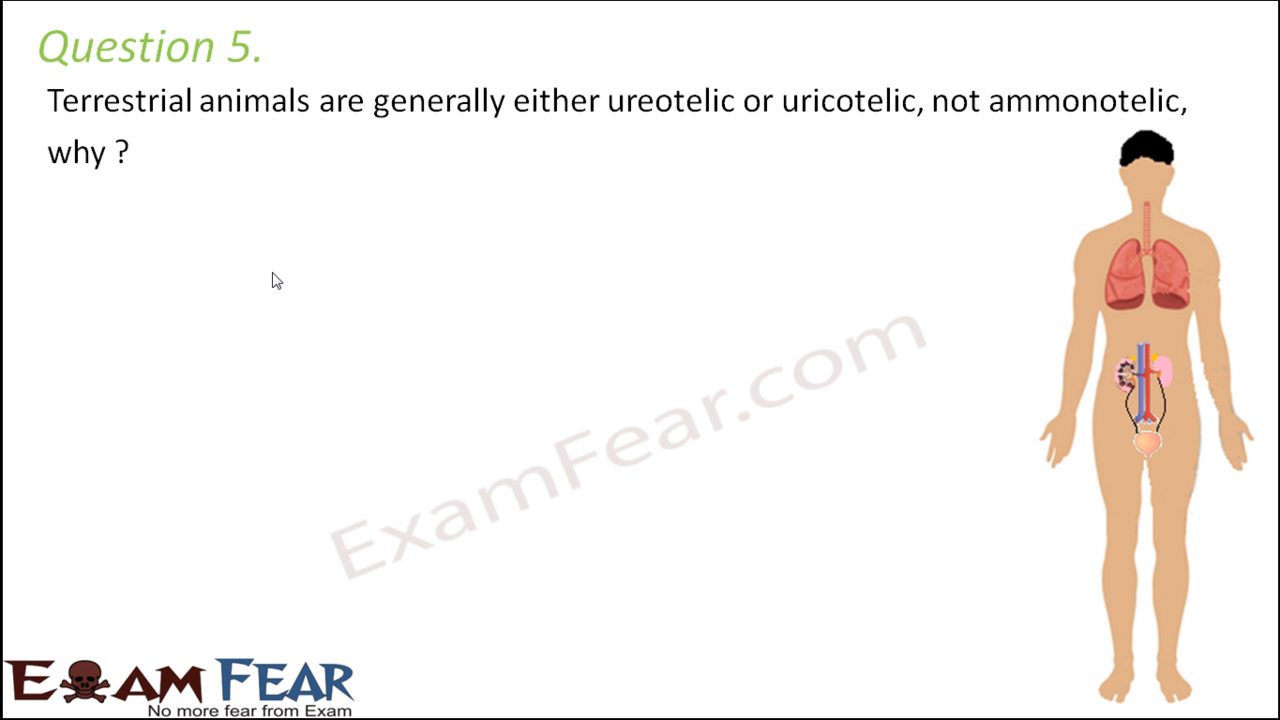 Question 5.
Terrestrial animals are generally either ureotelic or uricotelic, not ammonotelic,
why ?
ExamFear.com
EXAM FEAR
No more fear from Exam